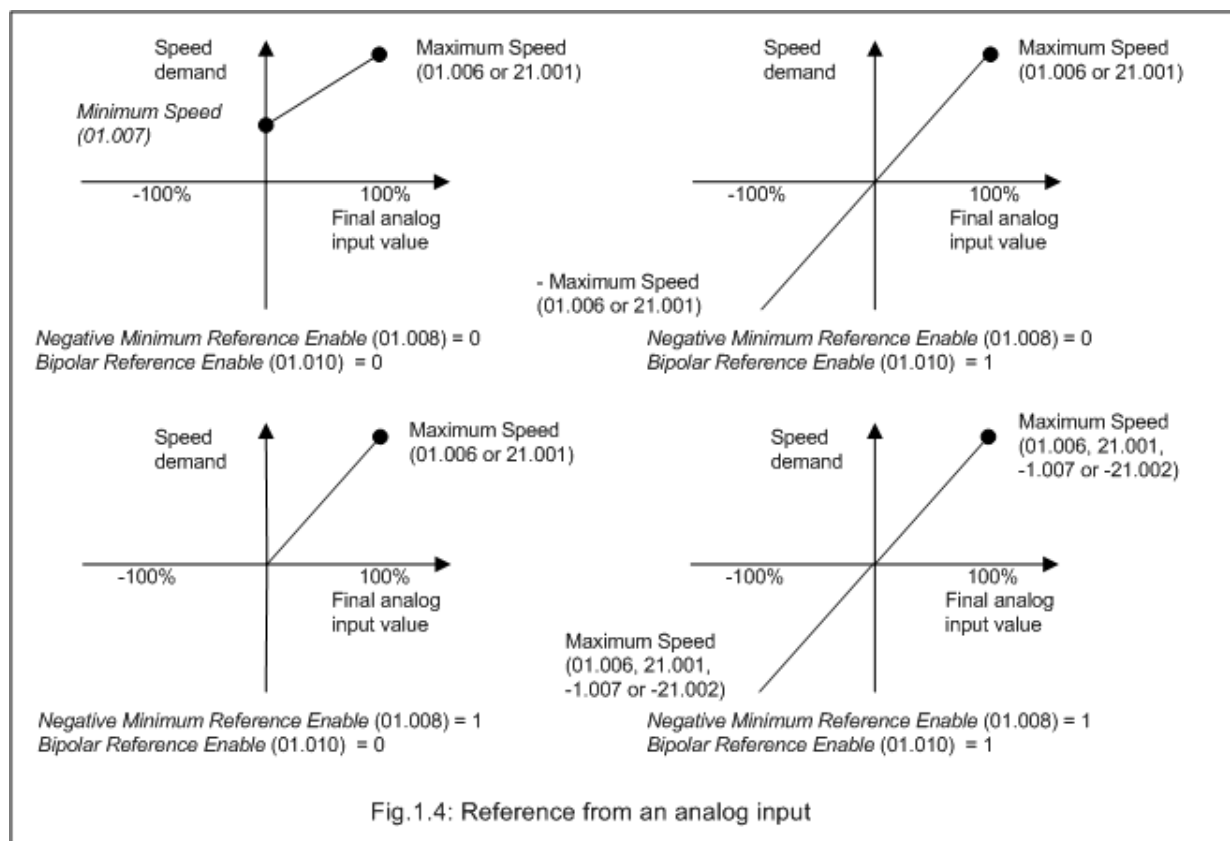 Speed
demand
Maximum Speed
(01.006 or 21.001)
Minimum Speed
(01.007)
-100%
100%
Final analog
input value
Negative Minimum Reference Enable (01.008) = 0
Bipolar Reference Enable (01.010) = 0
Speed
demand
Maximum Speed
(01.006 or 21.001)
-100%
100%
Final analog
input value
- Maximum Speed
(01.006 or 21.001)
Negative Minimum Reference Enable (01.008) = 0
Bipolar Reference Enable (01.010) = 1
Speed
demand
Maximum Speed
(01.006 or 21.001)
-100%
100%
Final analog
input value
Negative Minimum Reference Enable (01.008) = 1
Bipolar Reference Enable (01.010) = 0
Speed
demand
Maximum Speed
(01.006, 21.001,
-1.007 or -21.002)
-100%
100%
Final analog
input value
Maximum Speed
(01.006, 21.001,
-1.007 or -21.002)
Negative Minimum Reference Enable (01.008) = 1
Bipolar Reference Enable (01.010) = 1
Fig.1.4: Reference from an analog input